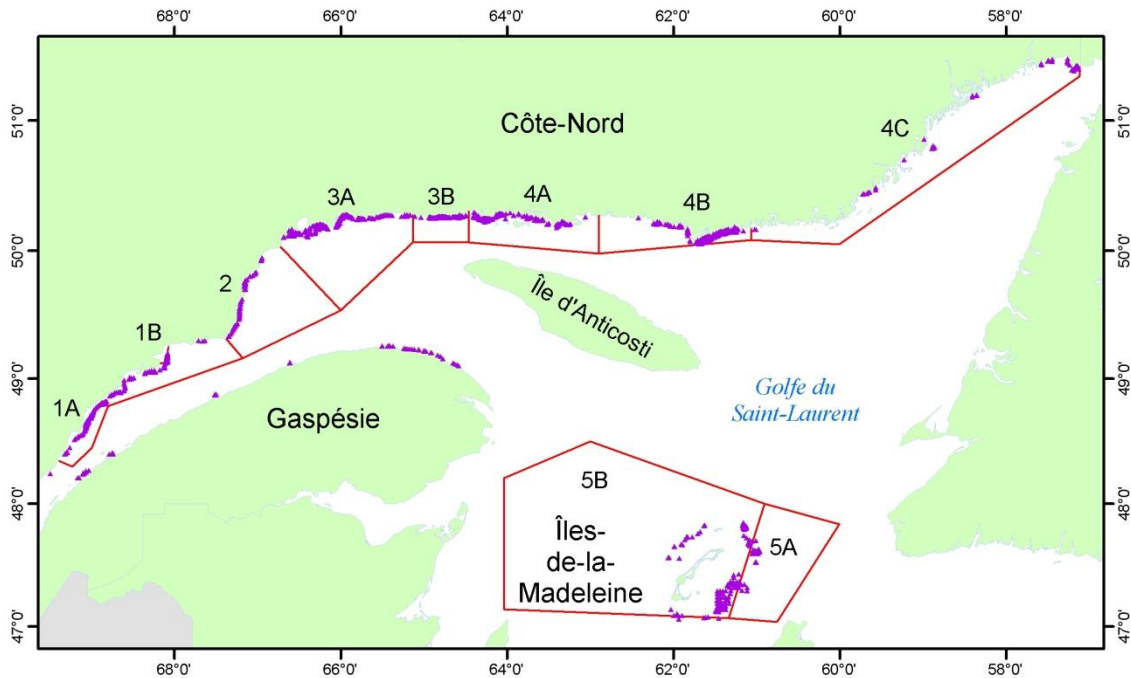 68°0' 66°0' 64°0' 62°0' 60°0' 58°0'
51°0' 51°0'
Côte-Nord
4C
3A 3B 4A 4B
50°0' 50°0'
2
Île d'Anticosti
1B
49°0' 49°0'
1A
Golfe du
Saint-Laurent
Gaspésie
48°0' 48°0'
5B
Îles-
de-la-
Madeleine
5A
47°0' 47°0'
68°0' 66°0' 64°0' 62°0' 60°0' 58°0'